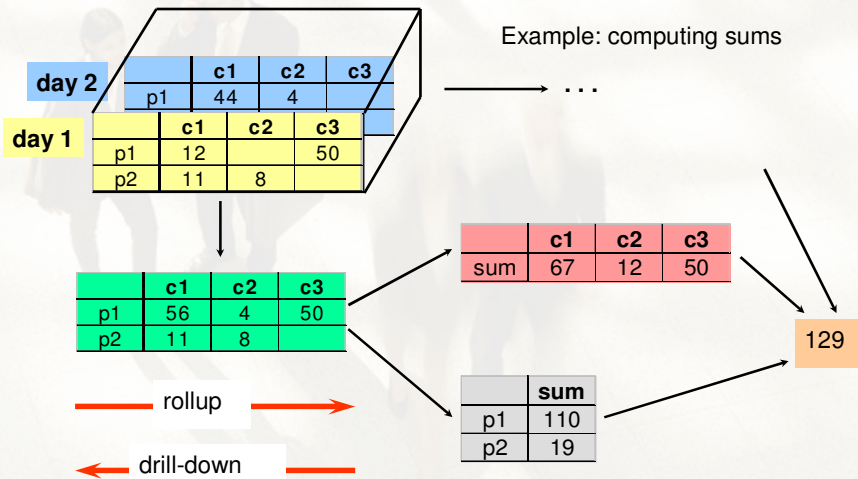 Example: computing sums
day 2
c1 c2 c3
p1 44 4
...
day 1
c1 c2 c3
p1 12 50
p2 11 8
c1 c2 c3
sum 67 12 50
c1 c2 c3
p1 56 4 50
p2 11 8
129
sum
p1 110
p2 19
rollup
drill-down